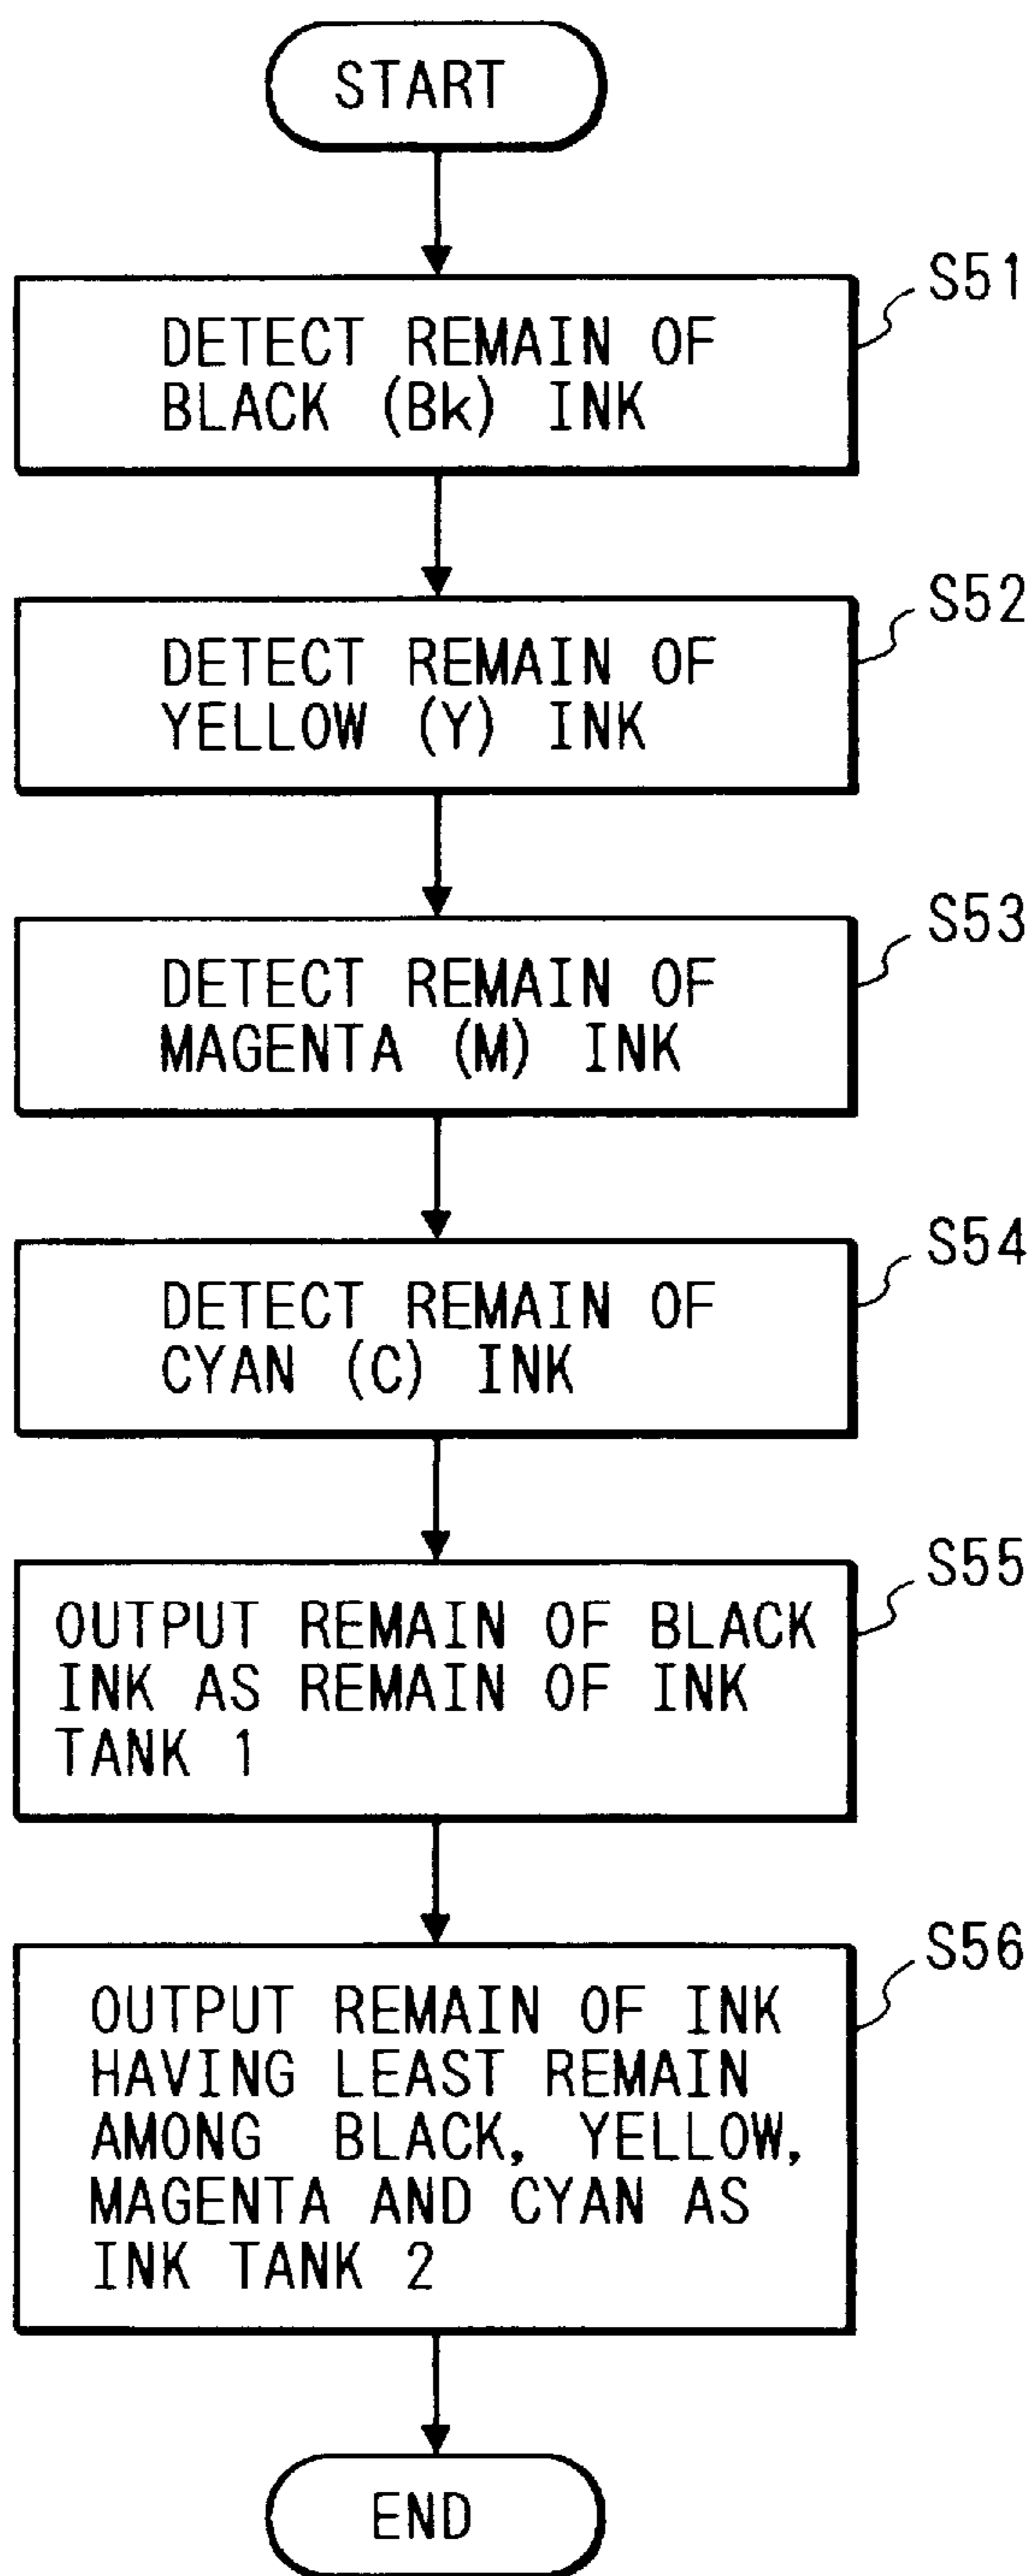 START
S51
DETECT REMAIN OF
BLACK (Bk) INK
S52
DETECT REMAIN OF
YELLOW (Y) INK
S53
DETECT REMAIN OF
MAGENTA (M) INK
S54
DETECT REMAIN OF
CYAN (C) INK
S55
OUTPUT REMAIN OF BLACK
INK AS REMAIN OF INK
TANK 1
S56
OUTPUT REMAIN OF INK
HAVING LEAST REMAIN
AMONG BLACK, YELLOW,
MAGENTA AND CYAN AS
INK TANK 2
END